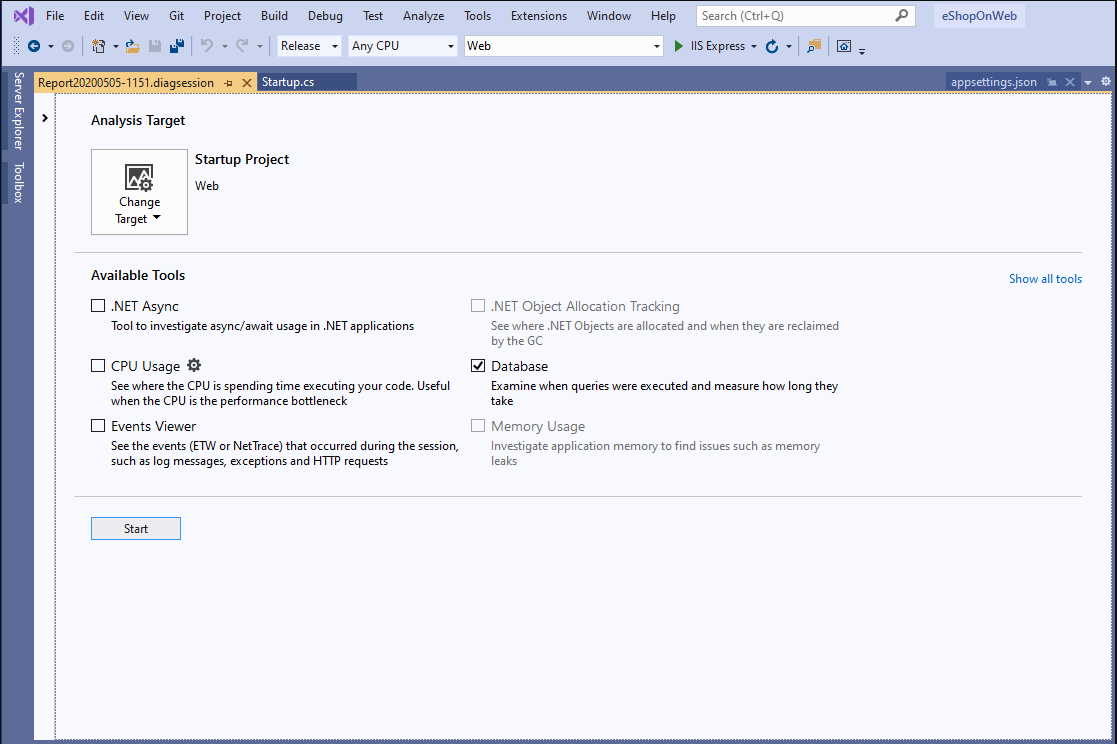 File Edit View Git Project Build Debug Test Analyze Tools Extensions Window Help Search (Ctrl+Q) eShopOnWeb
Release Any CPU Web IIS Express
Server Explorer
Toolbox
Report20200505-1151.diagsession Startup.cs appsettings.json
Analysis Target
Change
Target
Startup Project
Web
Available Tools
Show all tools
.NET Async
Tool to investigate async/await usage in .NET applications
.NET Object Allocation Tracking
See where .NET Objects are allocated and when they are reclaimed
by the GC
CPU Usage
See where the CPU is spending time executing your code. Useful
when the CPU is the performance bottleneck
Database
Examine when queries were executed and measure how long they
take
Events Viewer
See the events (ETW or NetTrace) that occurred during the session,
such as log messages, exceptions and HTTP requests
Memory Usage
Investigate application memory to find issues such as memory
leaks
Start